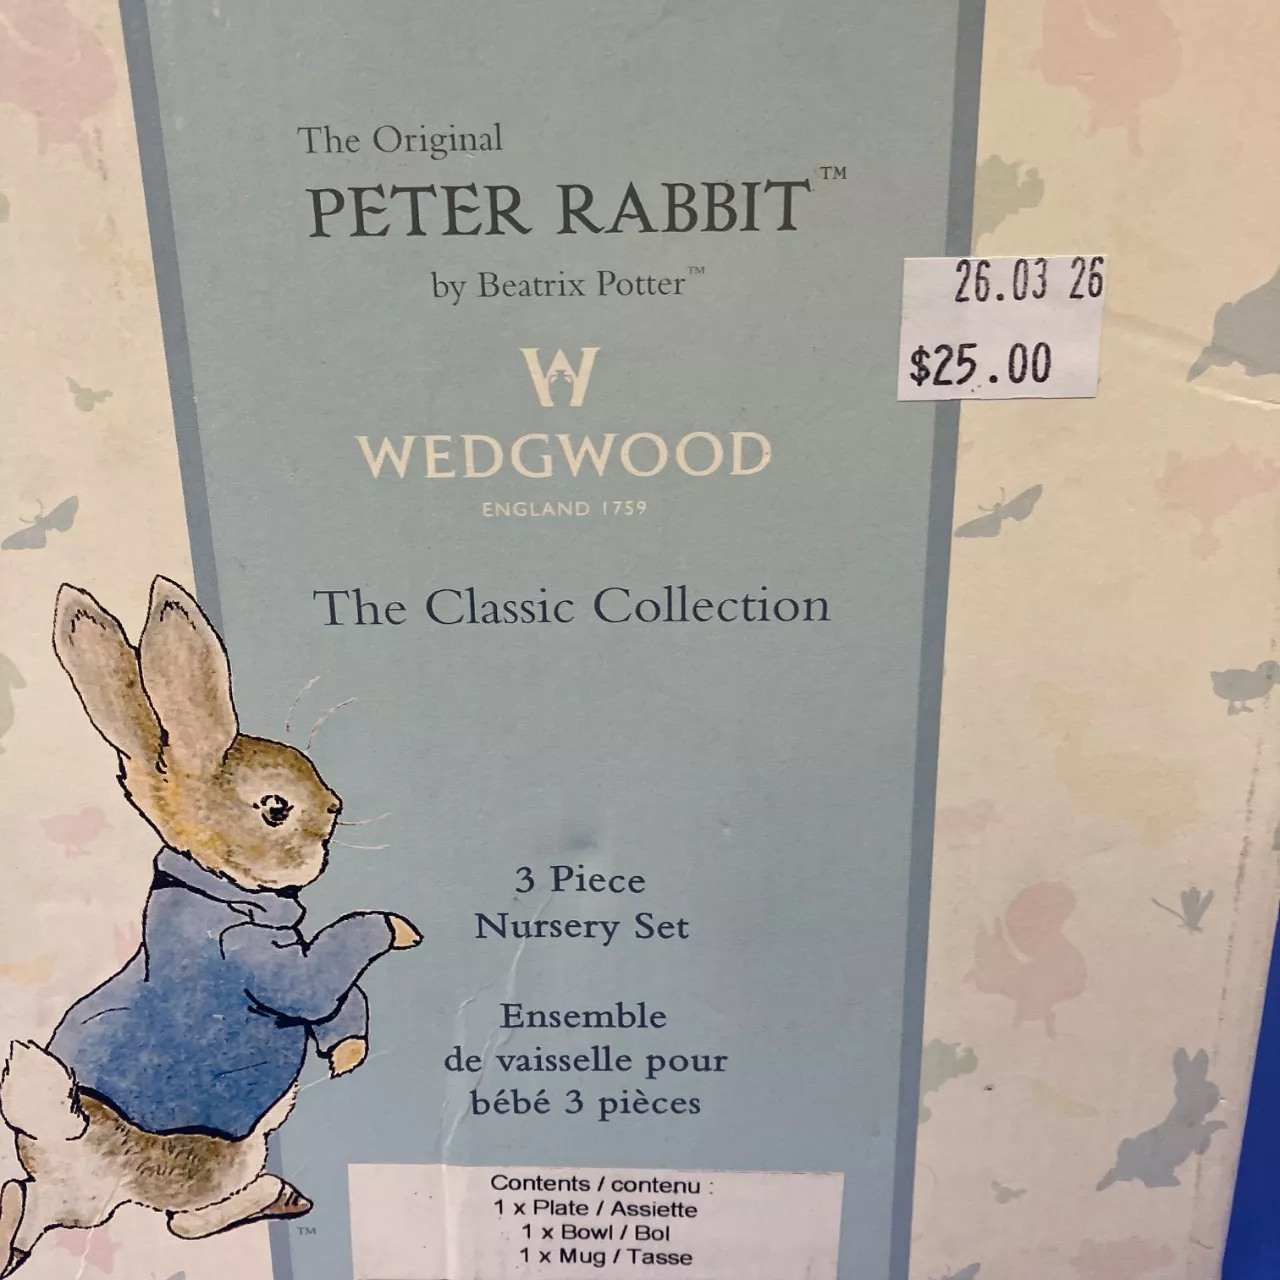 The Original
PETER RABBIT™
by Beatrix Potter™
26.03 26
$25.00
W
WEDGWOOD
ENGLAND 1759
The Classic Collection
3 Piece
Nursery Set
Ensemble
de vaisselle pour
bébé 3 pièces
Contents / contenu :
1 x Plate / Assiette
1 x Bowl / Bol
1 x Mug / Tasse
™